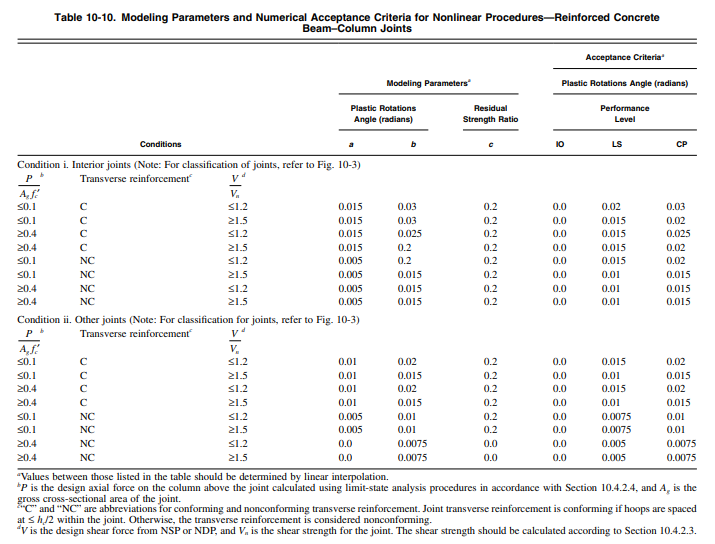 Table 10-10. Modeling Parameters and Numerical Acceptance Criteria for Nonlinear Procedures—Reinforced Concrete
Beam–Column Joints
Acceptance Criteriaᵃ
Modeling Parametersᵃ Plastic Rotations Angle (radians)
Plastic Rotations Residual Performance
Angle (radians) Strength Ratio Level
Conditions a b c IO LS CP
Condition i. Interior joints (Note: For classification of joints, refer to Fig. 10-3)
P ᵇ Transverse reinforcementᶜ V ᵈ
A_g f′_c V_n
≤0.1 C ≤1.2 0.015 0.03 0.2 0.0 0.02 0.03
≤0.1 C ≥1.5 0.015 0.03 0.2 0.0 0.015 0.02
≥0.4 C ≤1.2 0.015 0.025 0.2 0.0 0.015 0.025
≥0.4 C ≥1.5 0.015 0.2 0.2 0.0 0.015 0.02
≤0.1 NC ≤1.2 0.005 0.2 0.2 0.0 0.015 0.02
≤0.1 NC ≥1.5 0.005 0.015 0.2 0.0 0.01 0.015
≥0.4 NC ≤1.2 0.005 0.015 0.2 0.0 0.01 0.015
≥0.4 NC ≥1.5 0.005 0.015 0.2 0.0 0.01 0.015
Condition ii. Other joints (Note: For classification for joints, refer to Fig. 10-3)
P ᵇ Transverse reinforcementᶜ V ᵈ
A_g f′_c V_n
≤0.1 C ≤1.2 0.01 0.02 0.2 0.0 0.015 0.02
≤0.1 C ≥1.5 0.01 0.015 0.2 0.0 0.01 0.015
≥0.4 C ≤1.2 0.01 0.02 0.2 0.0 0.015 0.02
≥0.4 C ≥1.5 0.01 0.015 0.2 0.0 0.01 0.015
≤0.1 NC ≤1.2 0.005 0.01 0.2 0.0 0.0075 0.01
≤0.1 NC ≥1.5 0.005 0.01 0.2 0.0 0.0075 0.01
≥0.4 NC ≤1.2 0.0 0.0075 0.0 0.0 0.005 0.0075
≥0.4 NC ≥1.5 0.0 0.0075 0.0 0.0 0.005 0.0075
ᵃValues between those listed in the table should be determined by linear interpolation.
ᵇP is the design axial force on the column above the joint calculated using limit-state analysis procedures in accordance with Section 10.4.2.4, and A_g is the
gross cross-sectional area of the joint.
ᶜ“C” and “NC” are abbreviations for conforming and nonconforming transverse reinforcement. Joint transverse reinforcement is conforming if hoops are spaced
at ≤ h_c/2 within the joint. Otherwise, the transverse reinforcement is considered nonconforming.
ᵈV is the design shear force from NSP or NDP, and V_n is the shear strength for the joint. The shear strength should be calculated according to Section 10.4.2.3.